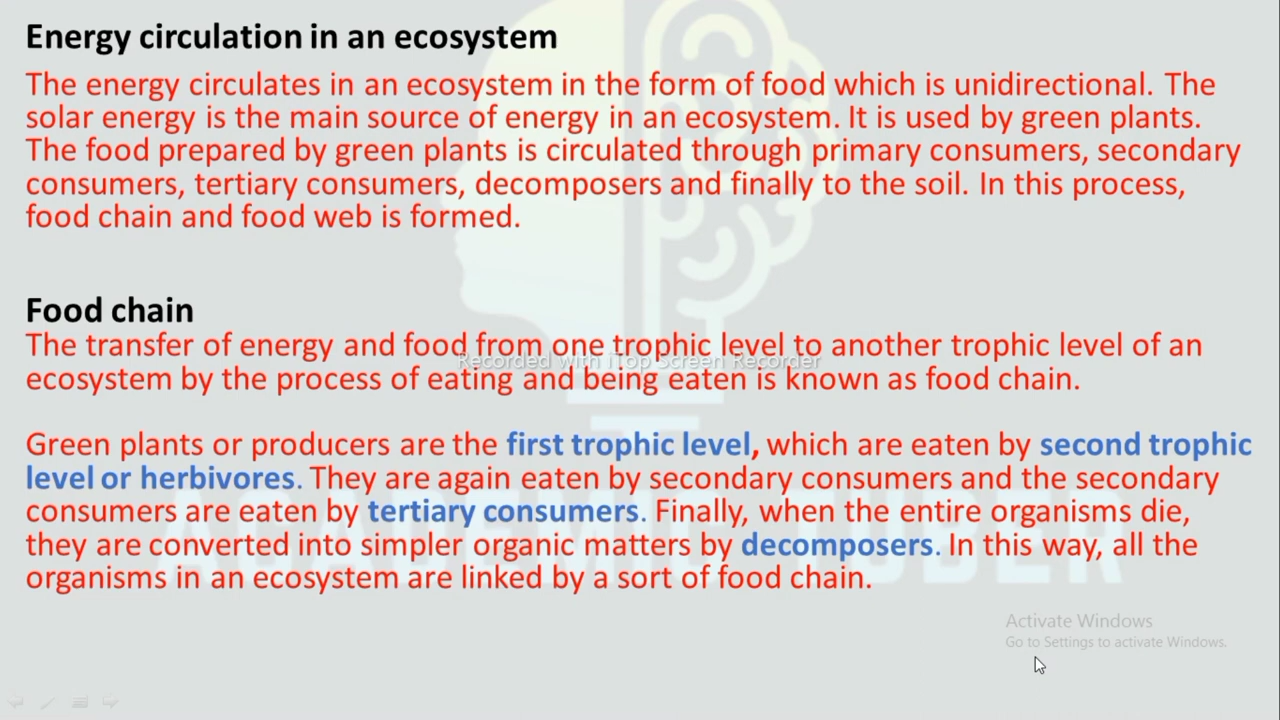 Energy circulation in an ecosystem
The energy circulates in an ecosystem in the form of food which is unidirectional. The
solar energy is the main source of energy in an ecosystem. It is used by green plants.
The food prepared by green plants is circulated through primary consumers, secondary
consumers, tertiary consumers, decomposers and finally to the soil. In this process,
food chain and food web is formed.
Food chain
The transfer of energy and food from one trophic level to another trophic level of an
Recorded with iTop Screen Recorder
ecosystem by the process of eating and being eaten is known as food chain.
Green plants or producers are the first trophic level, which are eaten by second trophic
level or herbivores. They are again eaten by secondary consumers and the secondary
consumers are eaten by tertiary consumers. Finally, when the entire organisms die,
they are converted into simpler organic matters by decomposers. In this way, all the
organisms in an ecosystem are linked by a sort of food chain.
ACADEMIC TUBER
Activate Windows
Go to Settings to activate Windows.